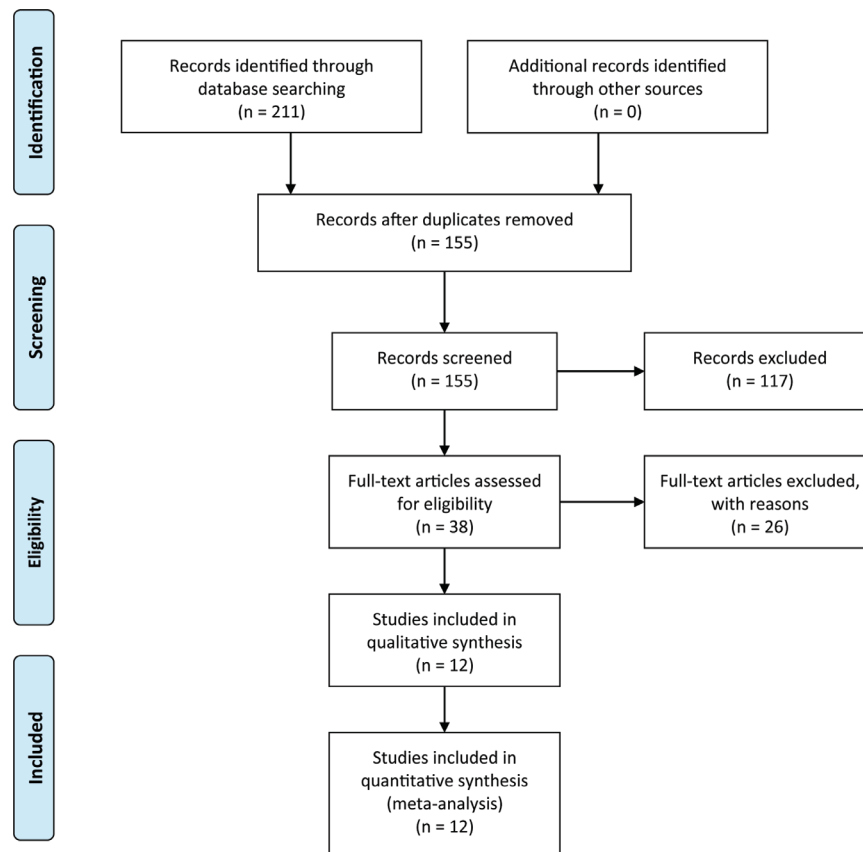 Identification
Records identified through
database searching
(n = 211)
Additional records identified
through other sources
(n = 0)
Records after duplicates removed
(n = 155)
Screening
Records screened
(n = 155)
Records excluded
(n = 117)
Eligibility
Full-text articles assessed
for eligibility
(n = 38)
Full-text articles excluded,
with reasons
(n = 26)
Studies included in
qualitative synthesis
(n = 12)
Included
Studies included in
quantitative synthesis
(meta-analysis)
(n = 12)